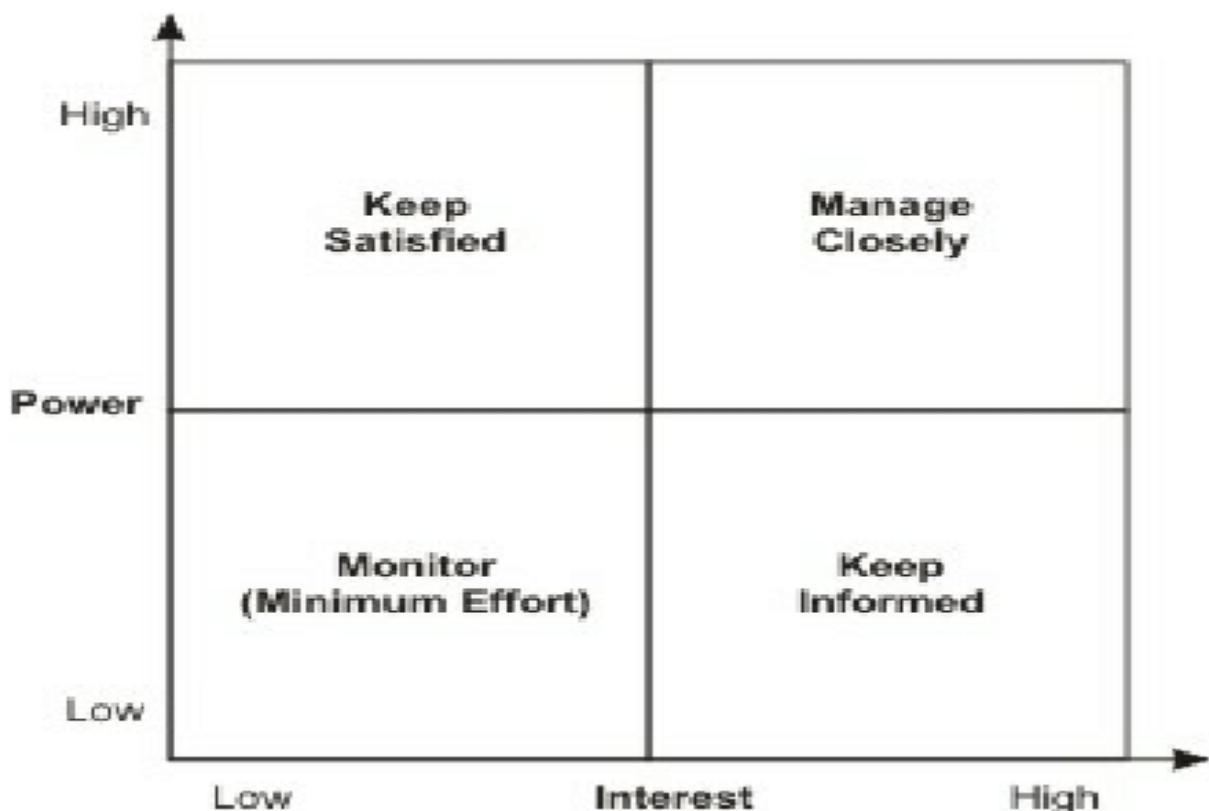 High
Keep
Satisfied
Manage
Closely
Power
Monitor
(Minimum Effort)
Keep
Informed
Low
Low
Interest
High